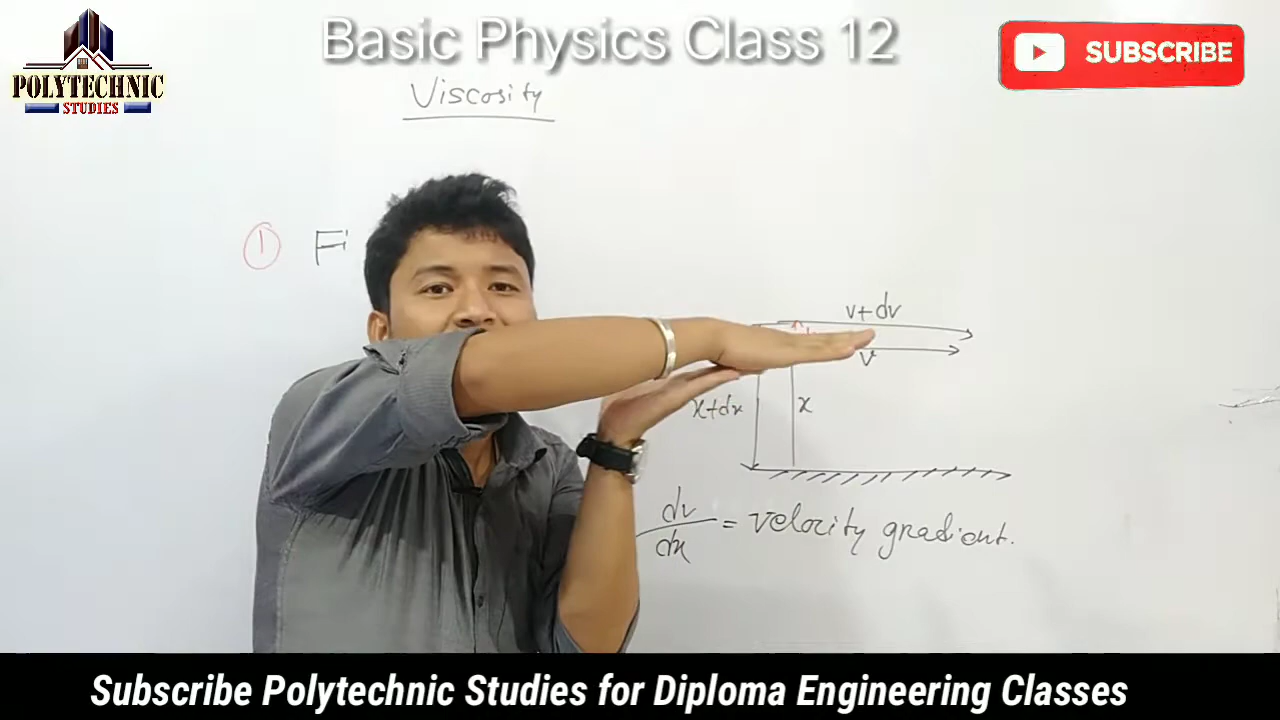 Basic Physics Class 12
SUBSCRIBE
POLYTECHNIC
STUDIES
Viscosity
① Fi
v+dv
v
x+dx
x
dv
dx
= velocity gradient.
Subscribe Polytechnic Studies for Diploma Engineering Classes